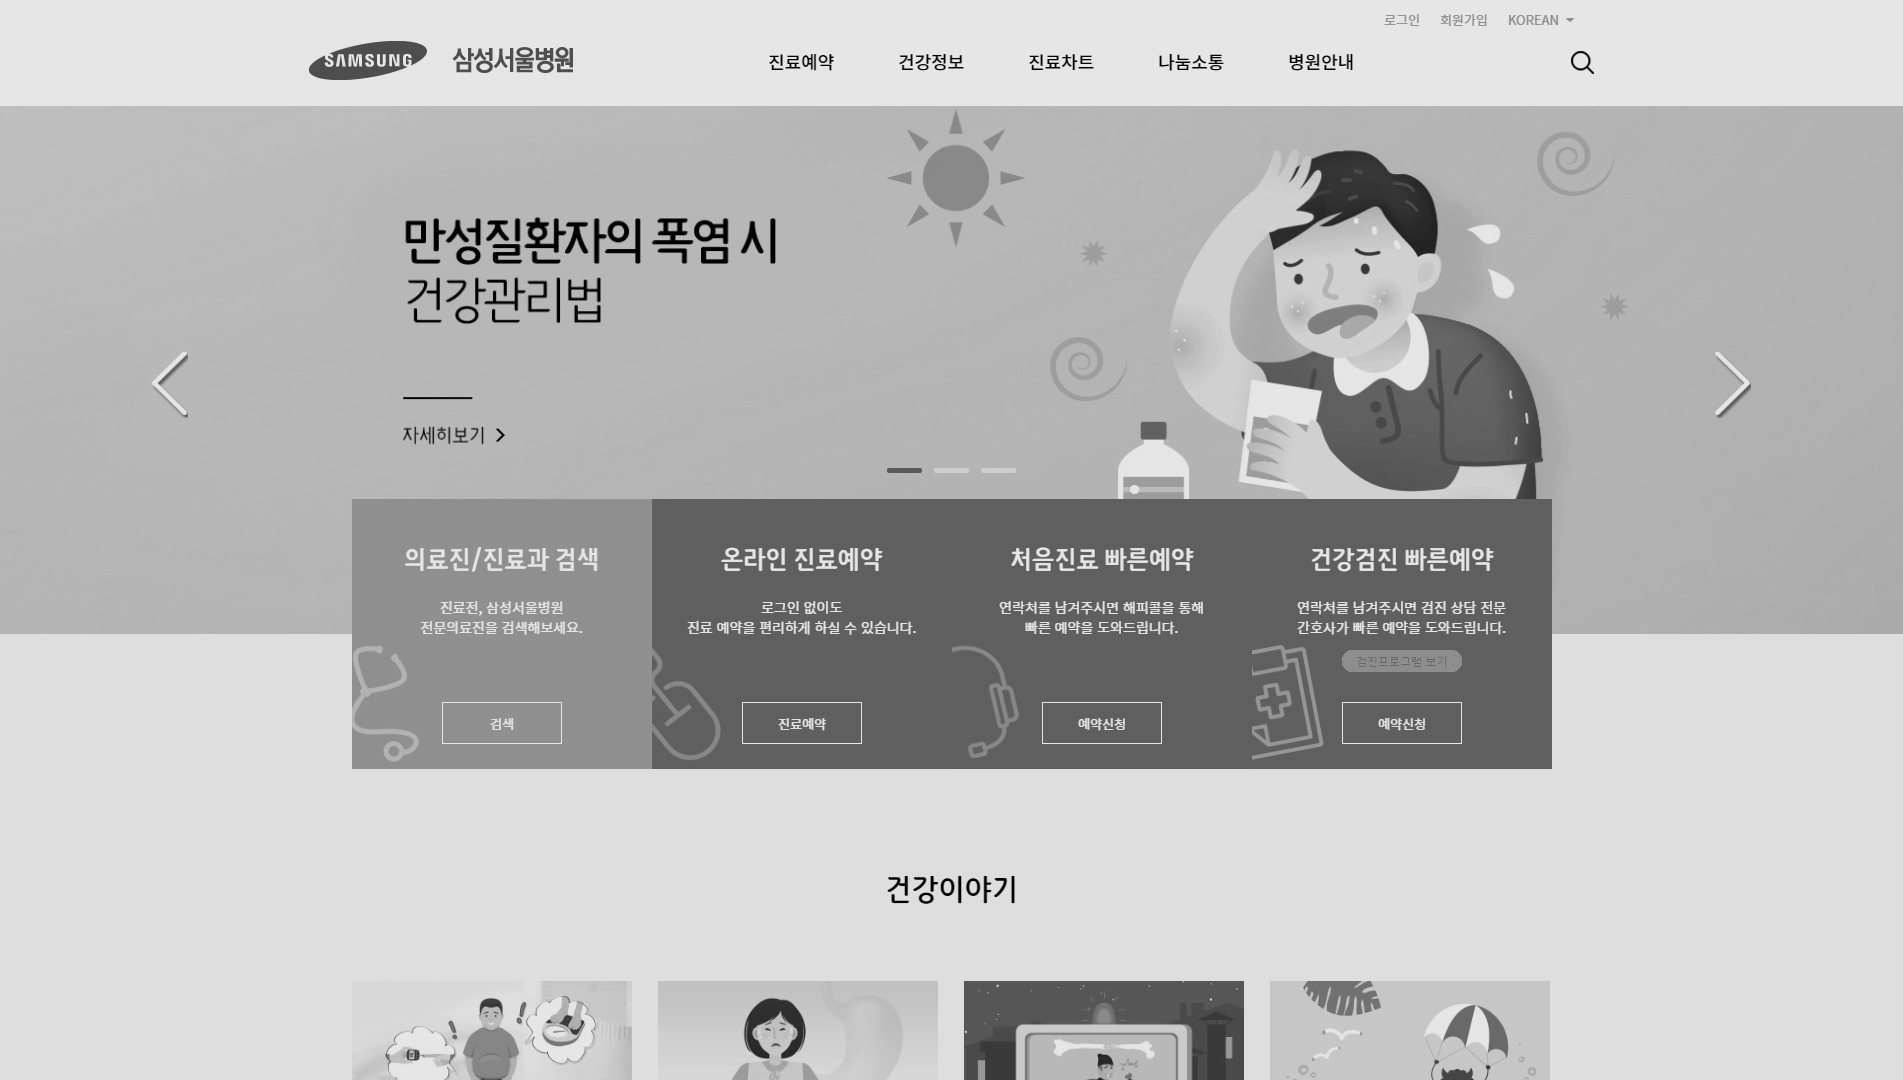 로그인 회원가입 KOREAN
SAMSUNG 삼성서울병원
진료예약 건강정보 진료차트 나눔소통 병원안내
만성질환자의 폭염 시
건강관리법
자세히보기
의료진/진료과 검색
진료전, 삼성서울병원
전문의료진을 검색해보세요.
검색
온라인 진료예약
로그인 없이도
진료 예약을 편리하게 하실 수 있습니다.
진료예약
처음진료 빠른예약
연락처를 남겨주시면 해피콜을 통해
빠른 예약을 도와드립니다.
예약신청
건강검진 빠른예약
연락처를 남겨주시면 검진 상담 전문
간호사가 빠른 예약을 도와드립니다.
검진프로그램 보기
예약신청
건강이야기